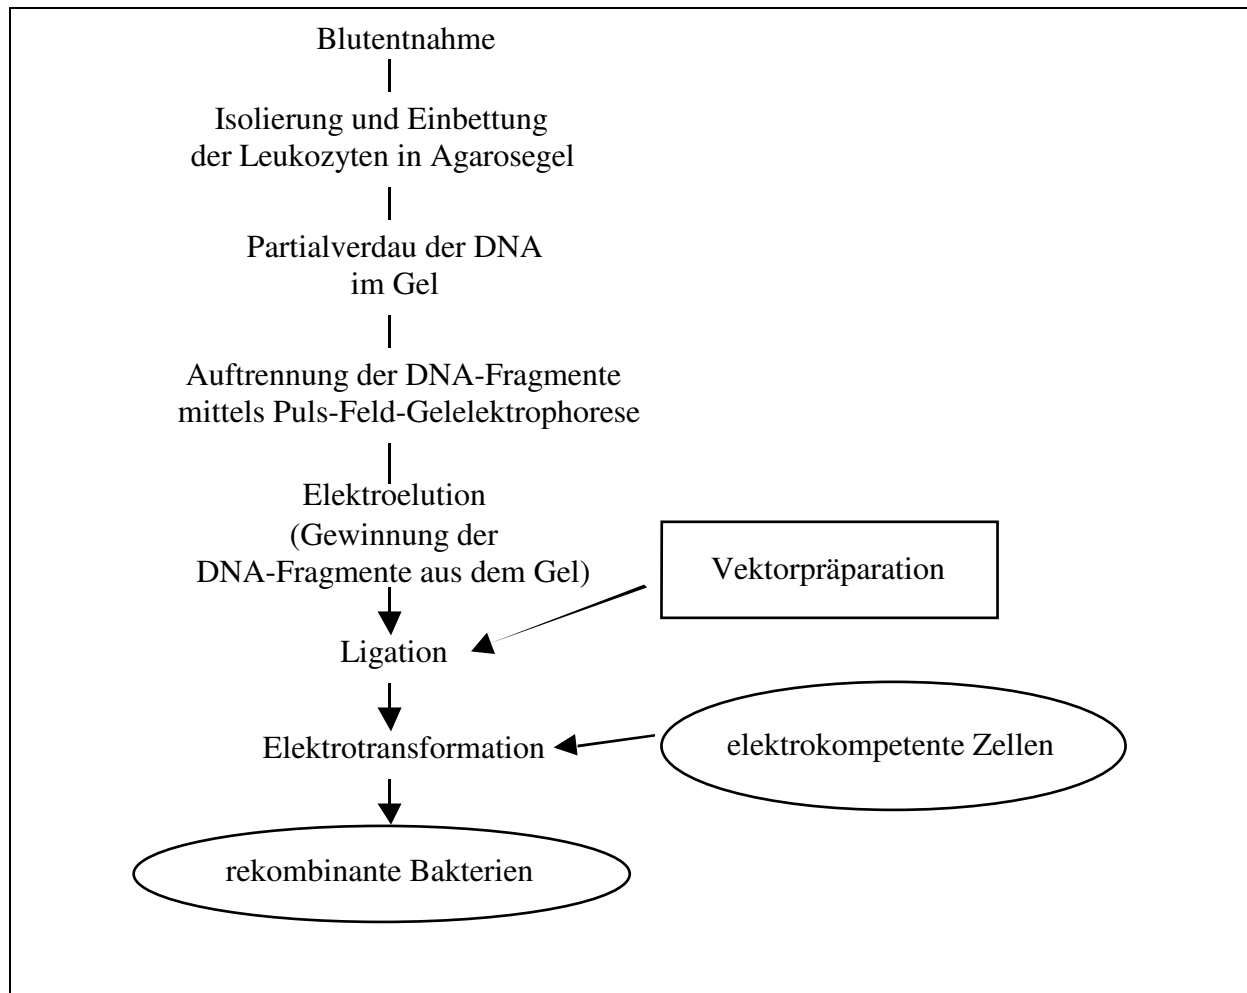 Blutentnahme
Isolierung und Einbettung
der Leukozyten in Agarosegel
Partialverdau der DNA
im Gel
Auftrennung der DNA-Fragmente
mittels Puls-Feld-Gelelektrophorese
Elektroelution
(Gewinnung der
DNA-Fragmente aus dem Gel)
Vektorpräparation
Ligation
Elektrotransformation
elektrokompetente Zellen
rekombinante Bakterien